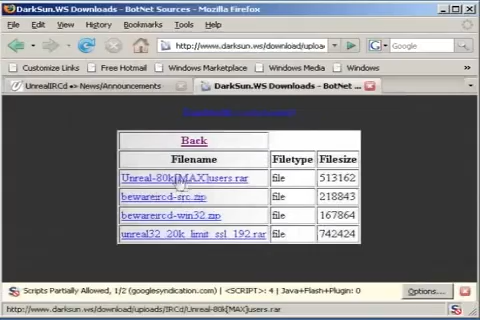 DarkSun.WS Downloads - BotNet Sources - Mozilla Firefox
File Edit View History Bookmarks Tools Help
http://www.darksun.ws/download/uploa
Google
Customize Links Free Hotmail Windows Marketplace Windows Media Windows
UnrealIRCd => News/Announcements
DarkSun.WS Downloads - BotNet ...
Back
Filename Filetype Filesize
Unreal-80k[MAX]users.rar file 513162
bewareircd-src.zip file 218843
bewareircd-win32.zip file 167864
unreal32_20k_limit_ssl_192.rar file 742424
Scripts Partially Allowed, 1/2 (googlesyndication.com) | <SCRIPT>: 4 | Java+Flash+Plugin: 0
Options...
http://www.darksun.ws/download/uploads/IRCd/Unreal-80k[MAX]users.rar